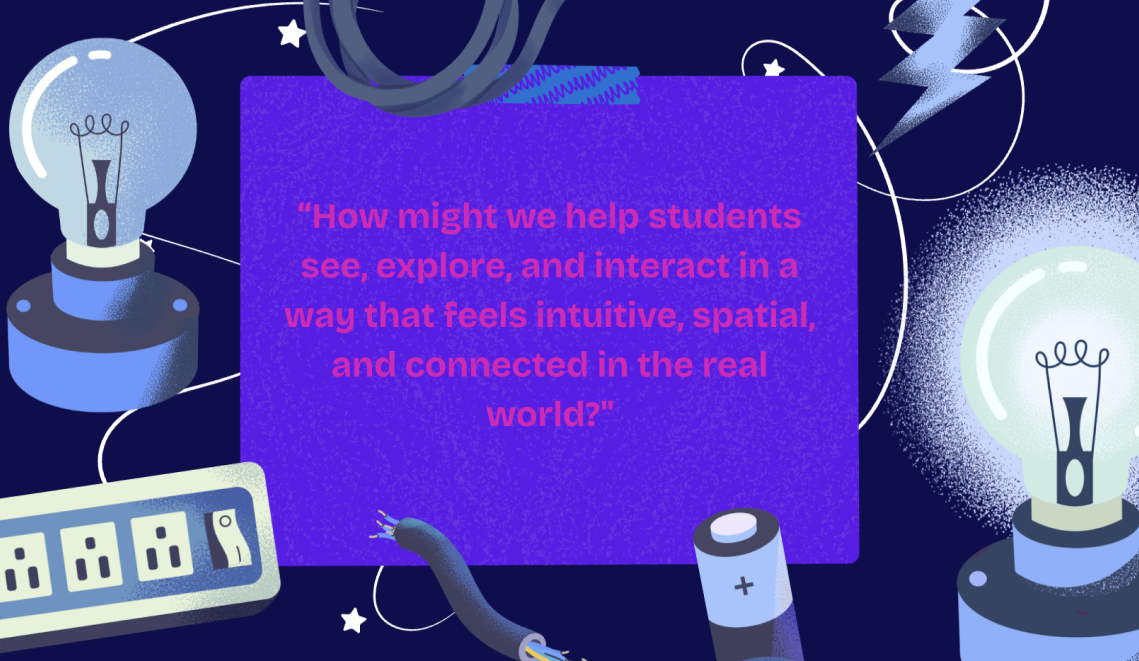 “How might we help students
see, explore, and interact in a
way that feels intuitive, spatial,
and connected in the real
world?"
+